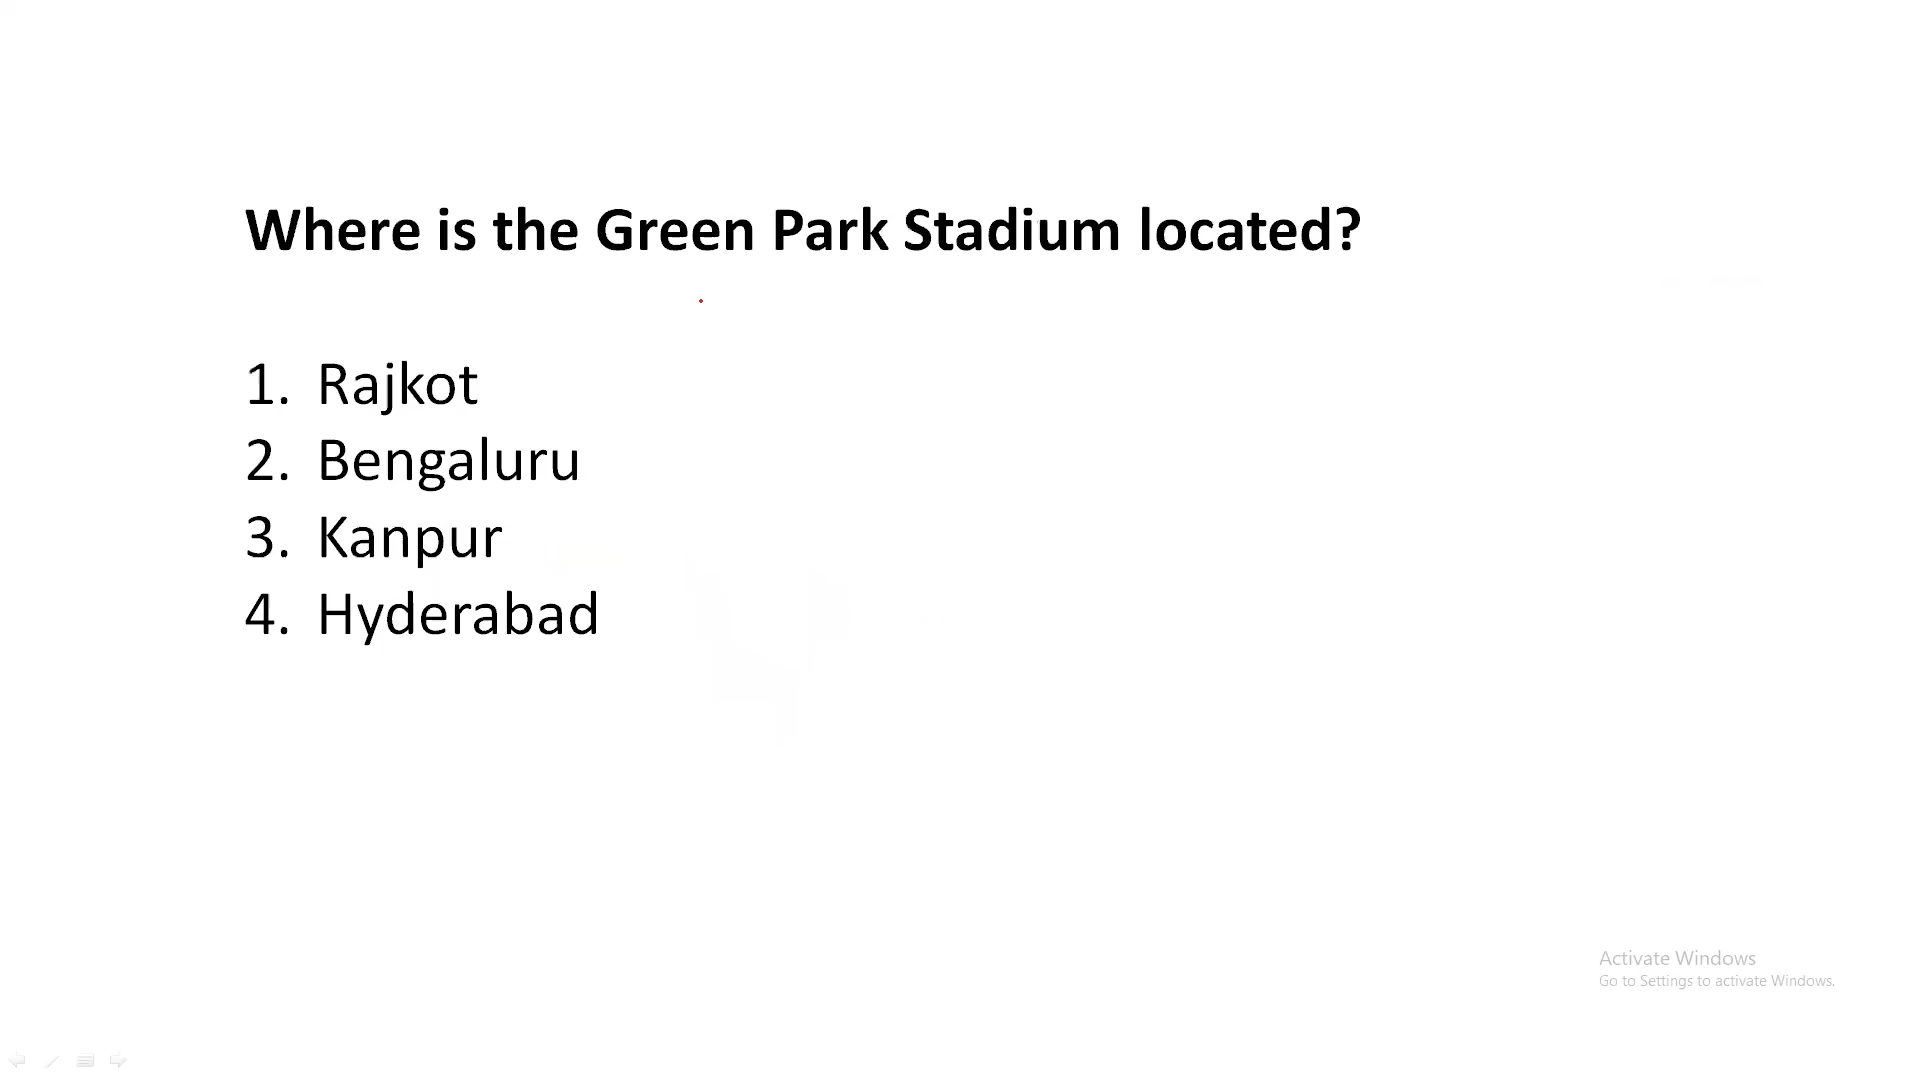 Where is the Green Park Stadium located?
1. Rajkot
2. Bengaluru
3. Kanpur
4. Hyderabad
Activate Windows
Go to Settings to activate Windows.